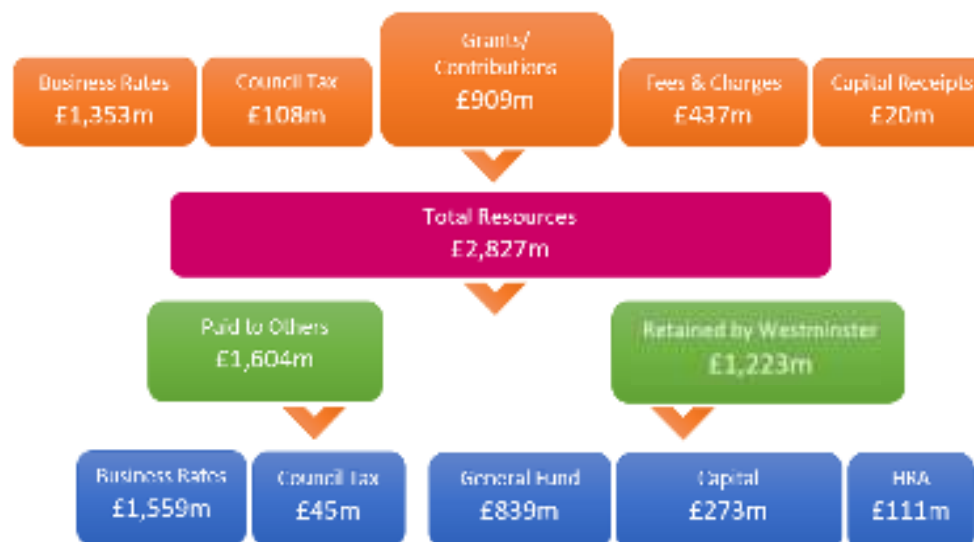 Grants/
Contributions
£909m
Business Rates
£1,353m
Council Tax
£108m
Fees & Charges
£437m
Capital Receipts
£20m
Total Resources
£2,827m
Paid to Others
£1,604m
Retained by Westminster
£1,223m
Business Rates
£1,559m
Council Tax
£45m
General Fund
£839m
Capital
£273m
HRA
£111m